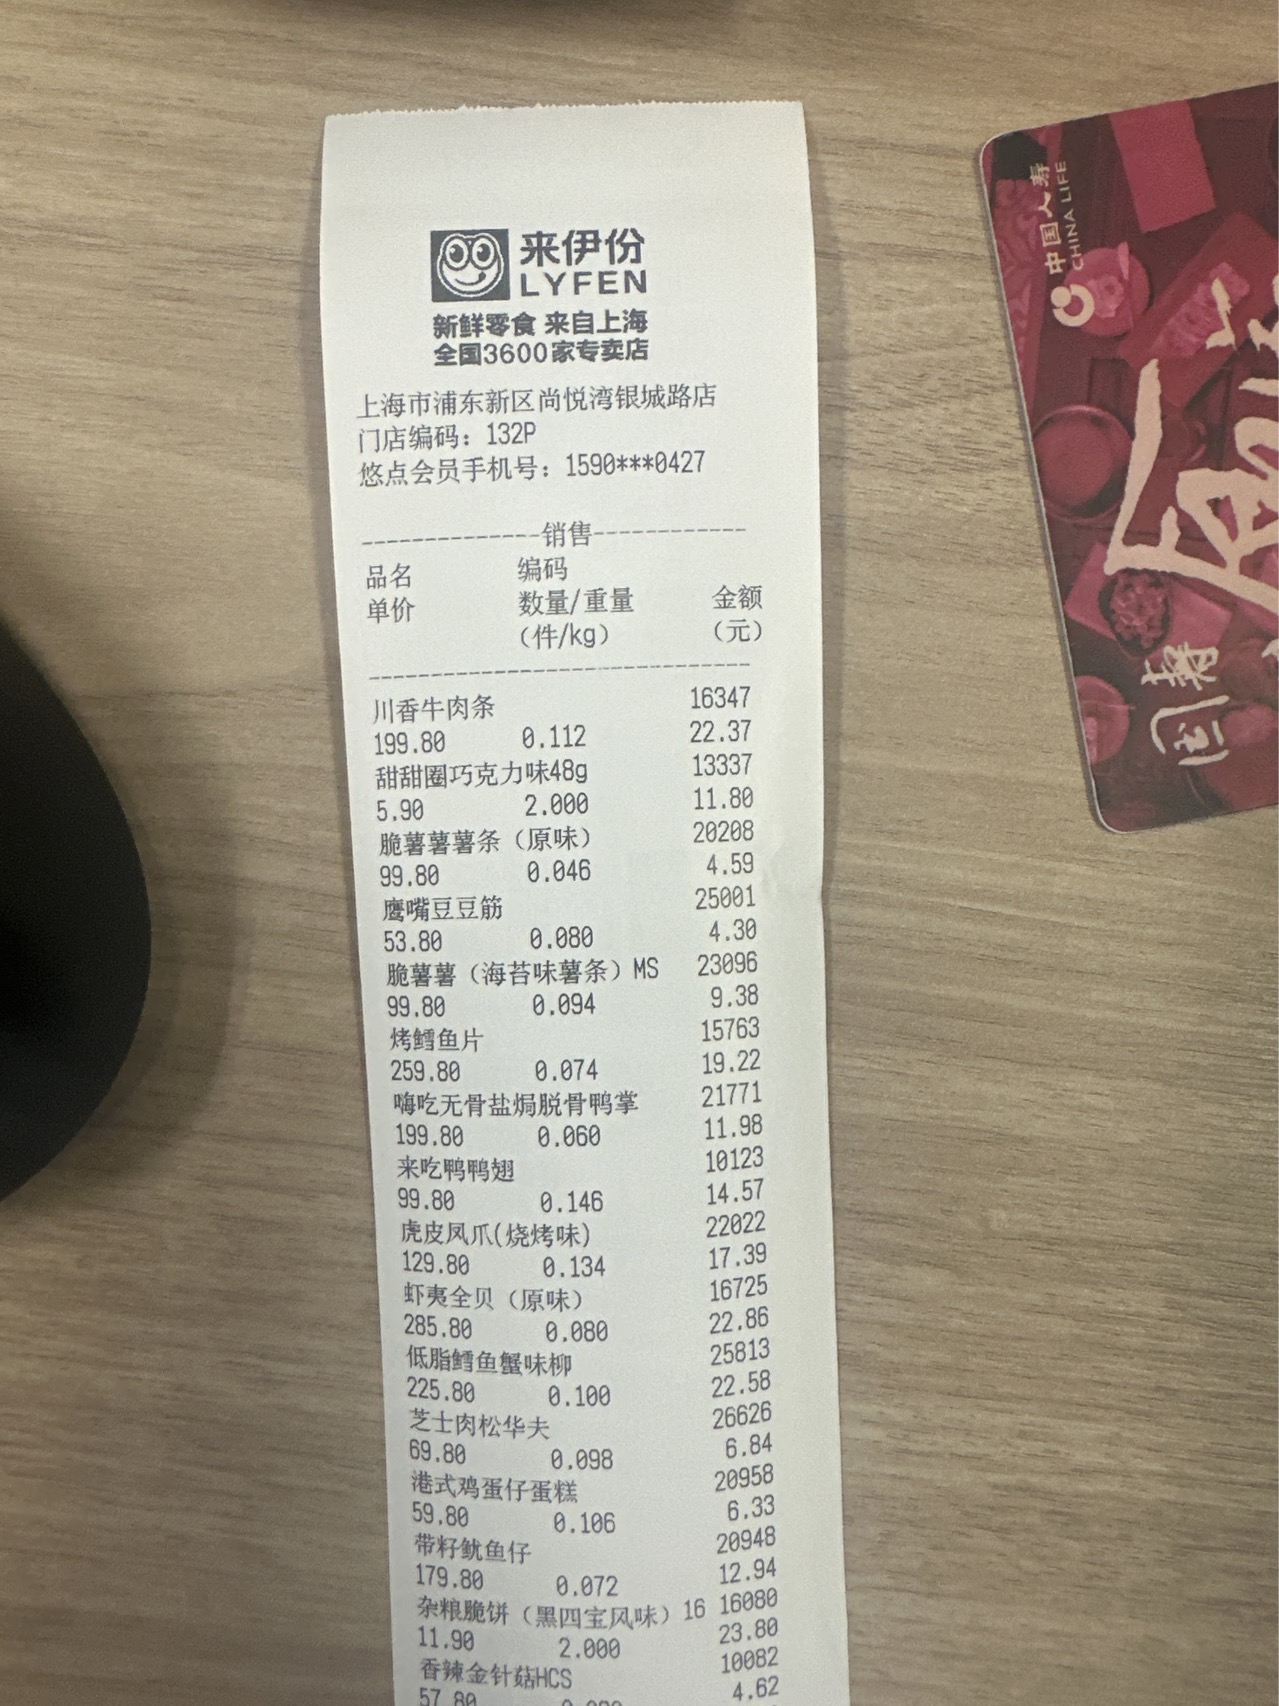 来伊份
LYFEN
新鲜零食 来自上海
全国3600家专卖店
上海市浦东新区尚悦湾银城路店
门店编码：132P
悠点会员手机号：1590***0427
--------------销售------------
品名 编码
单价 数量/重量 金额
（件/kg） （元）
------------------------------
川香牛肉条 16347
199.80 0.112 22.37
甜甜圈巧克力味48g 13337
5.90 2.000 11.80
脆薯薯薯条（原味） 20208
99.80 0.046 4.59
鹰嘴豆豆筋 25001
53.80 0.080 4.30
脆薯薯（海苔味薯条）MS 23096
99.80 0.094 9.38
烤鳕鱼片 15763
259.80 0.074 19.22
嗨吃无骨盐焗脱骨鸭掌 21771
199.80 0.060 11.98
来吃鸭鸭翅 10123
99.80 0.146 14.57
虎皮凤爪(烧烤味) 22022
129.80 0.134 17.39
虾夷全贝（原味） 16725
285.80 0.080 22.86
低脂鳕鱼蟹味柳 25813
225.80 0.100 22.58
芝士肉松华夫 26626
69.80 0.098 6.84
港式鸡蛋仔蛋糕 20958
59.80 0.106 6.33
带籽鱿鱼仔 20948
179.80 0.072 12.94
杂粮脆饼（黑四宝风味）16 16080
11.90 2.000 23.80
香辣金针菇HCS 10082
57.80 4.62
中国人寿
CHINA LIFE
国寿